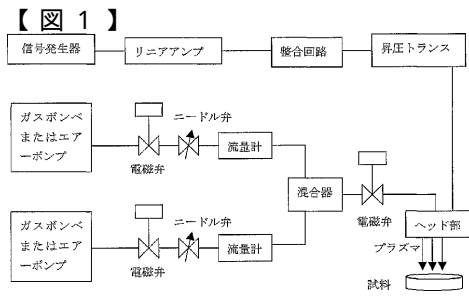 【図1】
信号発生器
リニアアンプ
整合回路
昇圧トランス
ガスボンベ
またはエア
ーポンプ
電磁弁
ニードル弁
流量計
混合器
電磁弁
ガスボンベ
またはエア
ーポンプ
電磁弁
ニードル弁
流量計
ヘッド部
プラズマ
試料